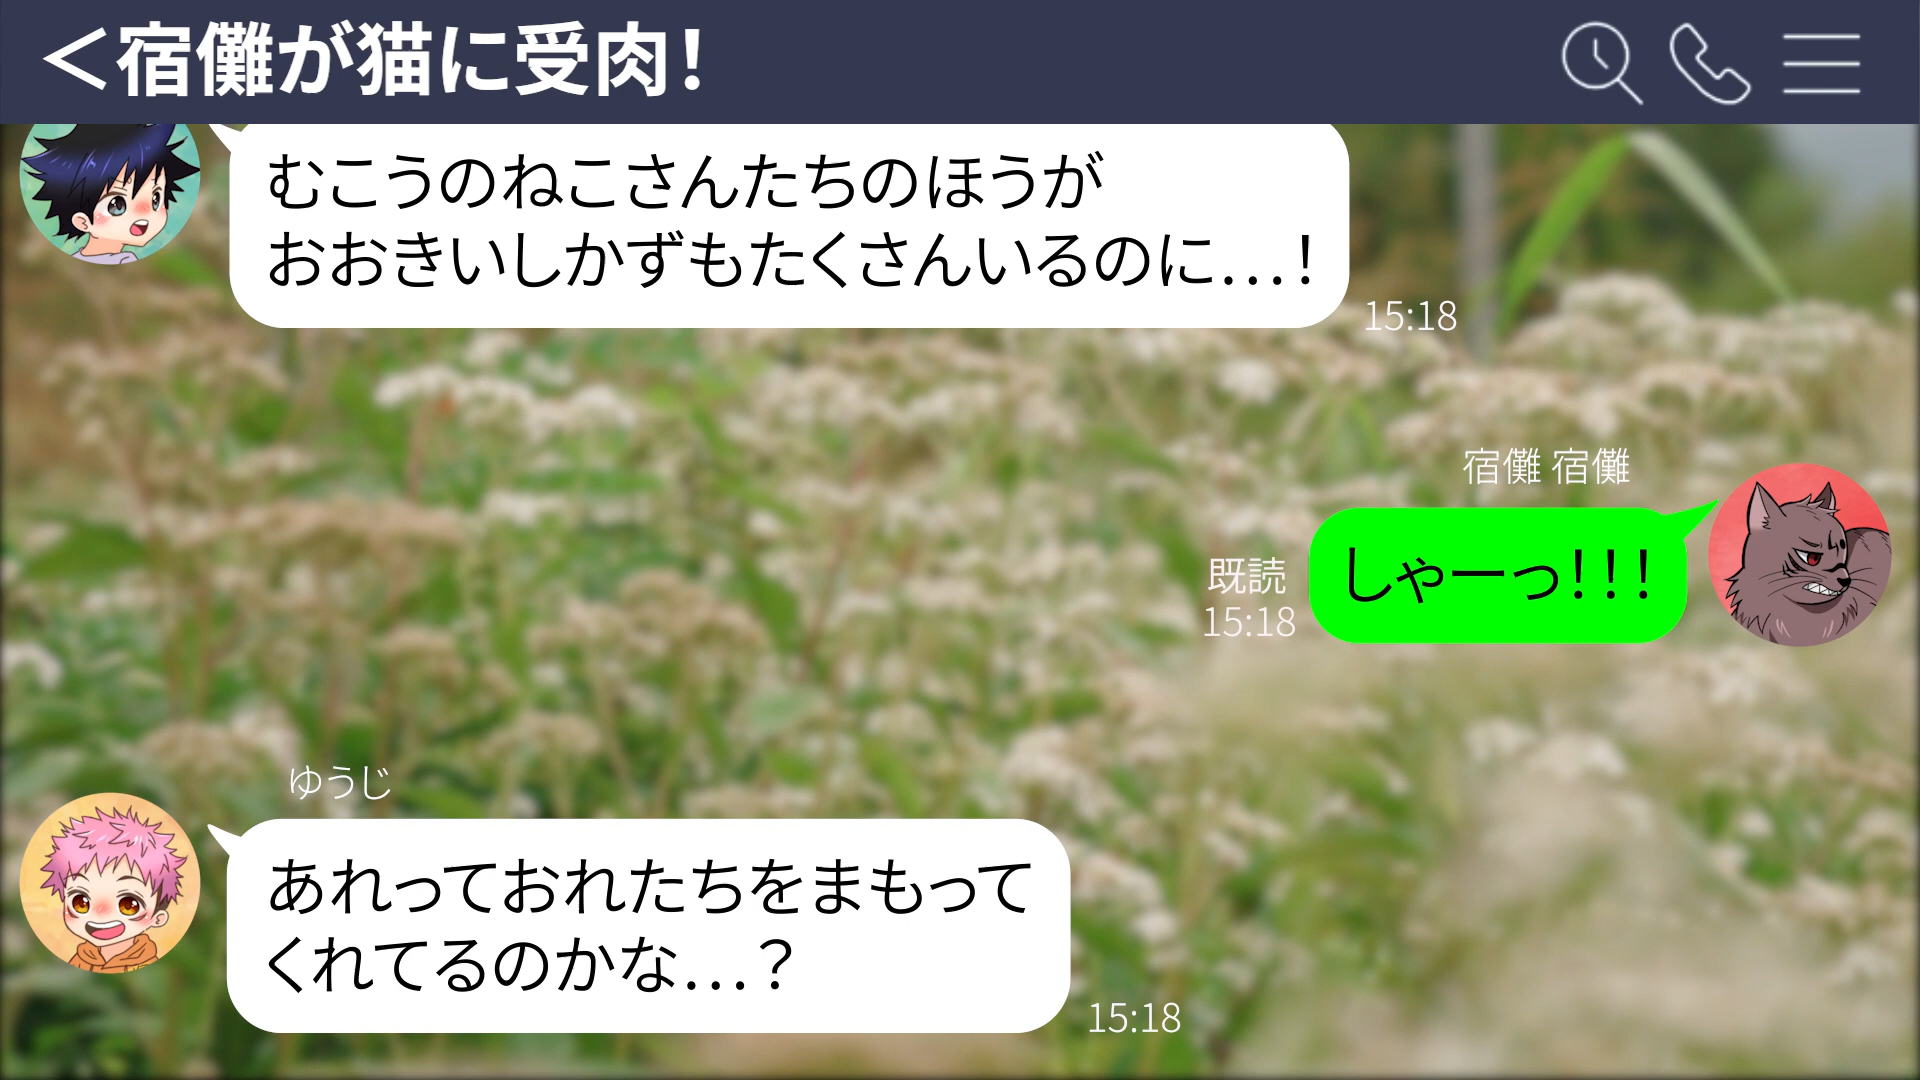 ＜宿儺が猫に受肉！
むこうのねこさんたちのほうが
おおきいしかずもたくさんいるのに…！
15:18
宿儺 宿儺
しゃーっ！！！
既読
15:18
ゆうじ
あれっておれたちをまもって
くれてるのかな…？
15:18